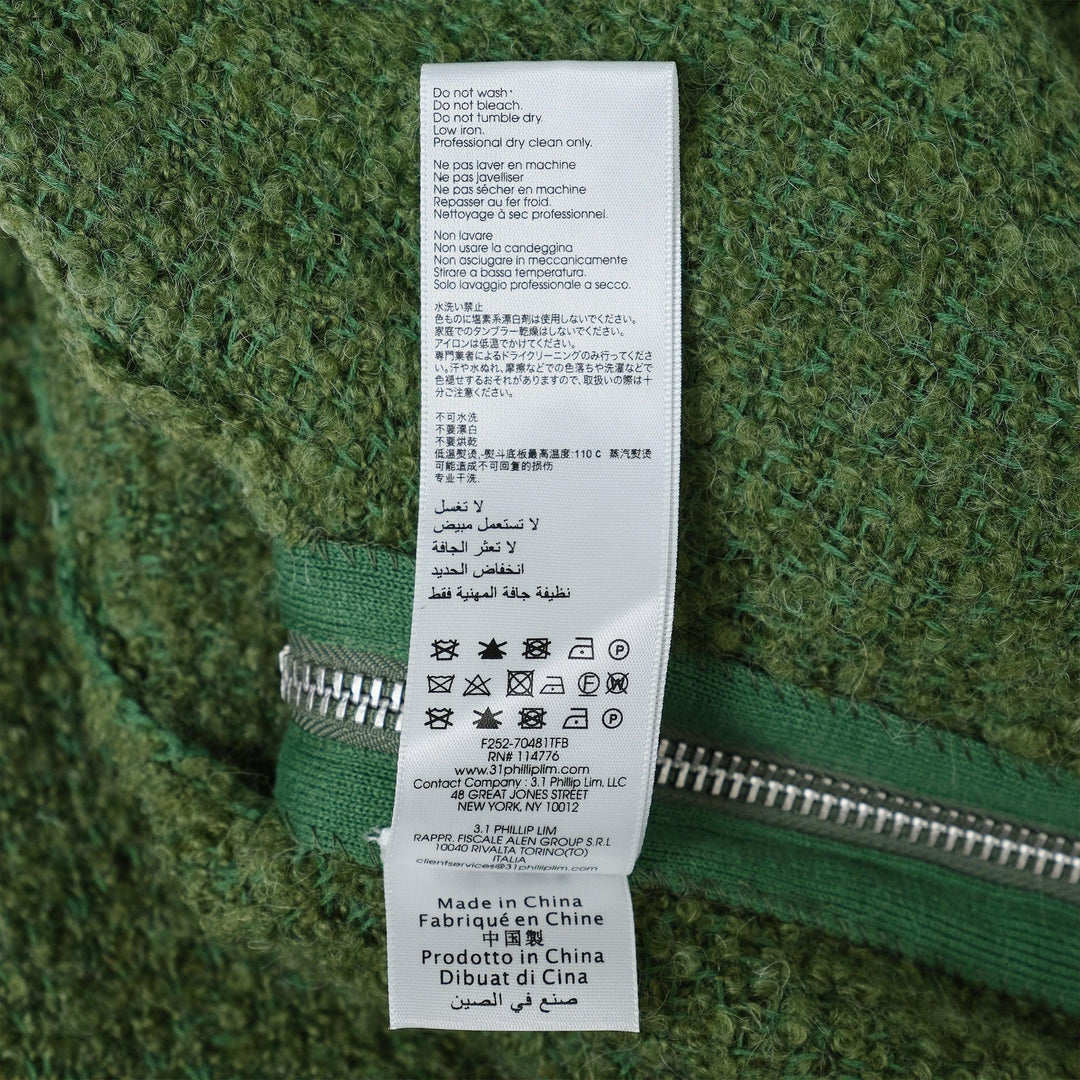 Do not wash.
Do not bleach.
Do not tumble dry.
Low iron.
Professional dry clean only.
Ne pas laver en machine
Ne pas javelliser
Ne pas sécher en machine
Repasser au fer froid.
Nettoyage à sec professionnel.
Non lavare
Non usare la candeggina
Non asciugare in meccanicamente
Stirare a bassa temperatura.
Solo lavaggio professionale a secco.
水洗い禁止
色ものに塩素系漂白剤は使用しないでください。
家庭でのタンブラー乾燥はしないでください。
アイロンは低温でかけてください。
専門業者によるドライクリーニングのみ行ってくださ
い。汗や水ぬれ、摩擦などでの色落ちや洗濯などで
色褪せするおそれがありますので、取扱いの際は十
分ご注意ください。
不可水洗
不要漂白
不要烘乾
低温熨烫,-熨斗底板最高温度:110 C 蒸汽熨烫
可能造成不可回复的损伤
专业干洗.
لا تغسل
لا تستعمل مبيض
لا تعثر الجافة
انخفاض الحديد
نظيفة جافة المهنية فقط
P
F W
P
F252-70481TFB
RN# 114776
www.31philliplim.com
Contact Company : 3.1 Phillip Lim, LLC
48 GREAT JONES STREET
NEW YORK, NY 10012
3.1 PHILLIP LIM
RAPPR. FISCALE ALEN GROUP S.R.L
10040 RIVALTA TORINO(TO)
ITALIA
clientservices@31philliplim.com
Made in China
Fabriqué en Chine
中国製
Prodotto in China
Dibuat di Cina
صنع في الصين